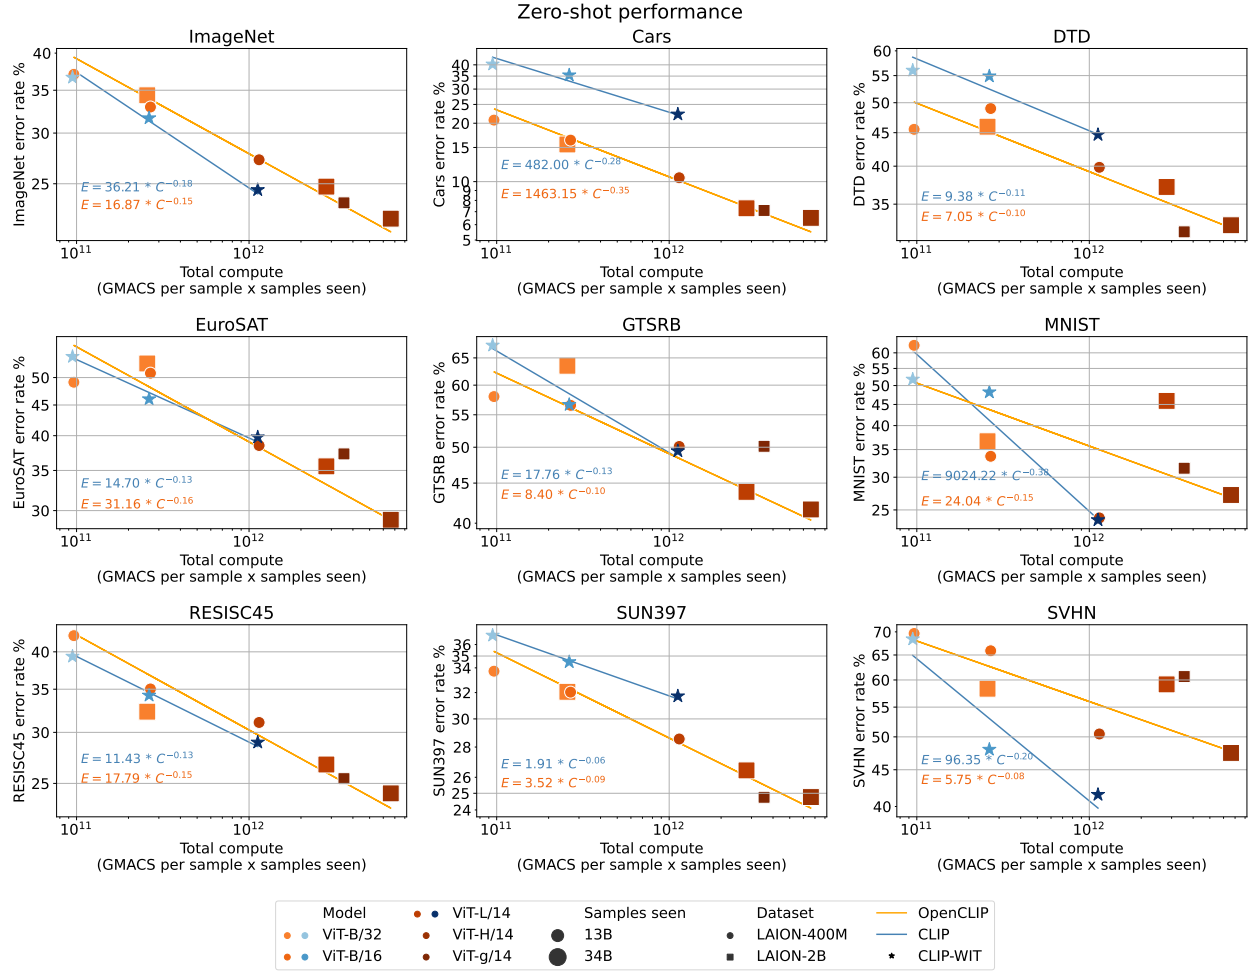 Zero-shot performance
ImageNet
ImageNet error rate %
40
35
30
25
E = 36.21 * C^−0.18
E = 16.87 * C^−0.15
10^11
10^12
Total compute
(GMACS per sample x samples seen)
Cars
Cars error rate %
40
35
30
25
20
15
10
9
8
7
6
5
E = 482.00 * C^−0.28
E = 1463.15 * C^−0.35
10^11
10^12
Total compute
(GMACS per sample x samples seen)
DTD
DTD error rate %
60
55
50
45
40
35
E = 9.38 * C^−0.11
E = 7.05 * C^−0.10
10^11
10^12
Total compute
(GMACS per sample x samples seen)
EuroSAT
EuroSAT error rate %
50
45
40
35
30
E = 14.70 * C^−0.13
E = 31.16 * C^−0.16
10^11
10^12
Total compute
(GMACS per sample x samples seen)
GTSRB
GTSRB error rate %
65
60
55
50
45
40
E = 17.76 * C^−0.13
E = 8.40 * C^−0.10
10^11
10^12
Total compute
(GMACS per sample x samples seen)
MNIST
MNIST error rate %
60
55
50
45
40
35
30
25
E = 9024.22 * C^−0.38
E = 24.04 * C^−0.15
10^11
10^12
Total compute
(GMACS per sample x samples seen)
RESISC45
RESISC45 error rate %
40
35
30
25
E = 11.43 * C^−0.13
E = 17.79 * C^−0.15
10^11
10^12
Total compute
(GMACS per sample x samples seen)
SUN397
SUN397 error rate %
36
35
34
32
30
28
26
25
24
E = 1.91 * C^−0.06
E = 3.52 * C^−0.09
10^11
10^12
Total compute
(GMACS per sample x samples seen)
SVHN
SVHN error rate %
70
65
60
55
50
45
40
E = 96.35 * C^−0.20
E = 5.75 * C^−0.08
10^11
10^12
Total compute
(GMACS per sample x samples seen)
Model
ViT-B/32
ViT-B/16
ViT-L/14
ViT-H/14
ViT-g/14
Samples seen
13B
34B
Dataset
LAION-400M
LAION-2B
OpenCLIP
CLIP
CLIP-WIT